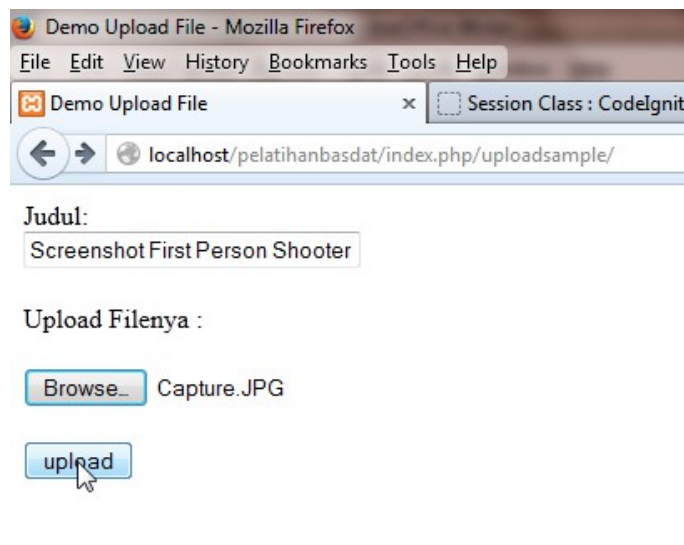 Demo Upload File - Mozilla Firefox
File Edit View History Bookmarks Tools Help
Demo Upload File × Session Class : CodeIgnit
localhost/pelatihanbasdat/index.php/uploadsample/
Judul:
Screenshot First Person Shooter
Upload Filenya :
Browse_ Capture.JPG
upload